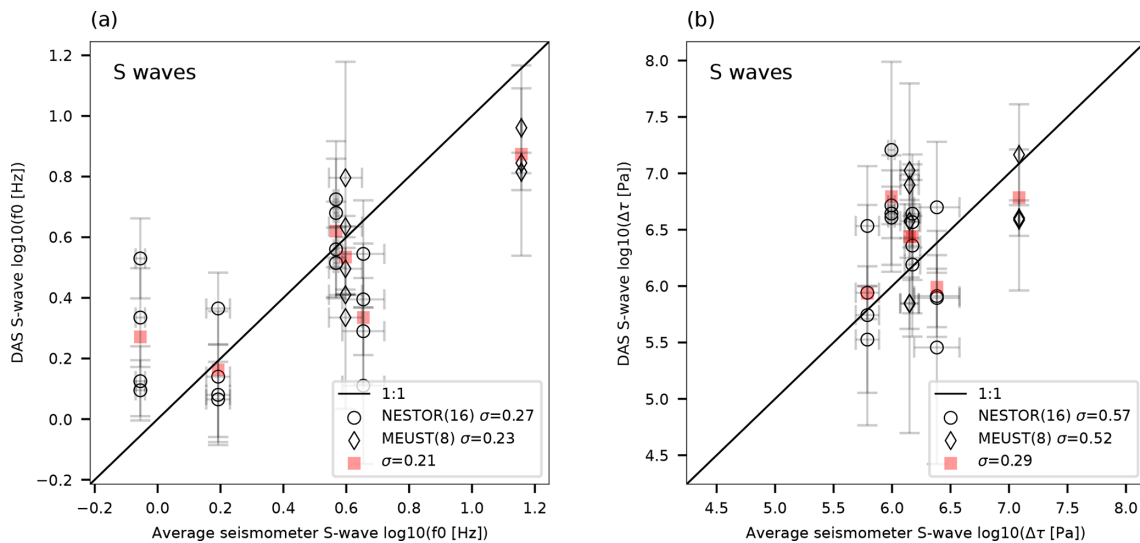 (a)
S waves
DAS S-wave log10(f0 [Hz])
1.2
1.0
0.8
0.6
0.4
0.2
0.0
−0.2
1:1
NESTOR(16) σ=0.27
MEUST(8) σ=0.23
σ=0.21
−0.2 0.0 0.2 0.4 0.6 0.8 1.0 1.2
Average seismometer S-wave log10(f0 [Hz])
(b)
S waves
DAS S-wave log10(Δτ [Pa])
8.0
7.5
7.0
6.5
6.0
5.5
5.0
4.5
1:1
NESTOR(16) σ=0.57
MEUST(8) σ=0.52
σ=0.29
4.5 5.0 5.5 6.0 6.5 7.0 7.5 8.0
Average seismometer S-wave log10(Δτ [Pa])